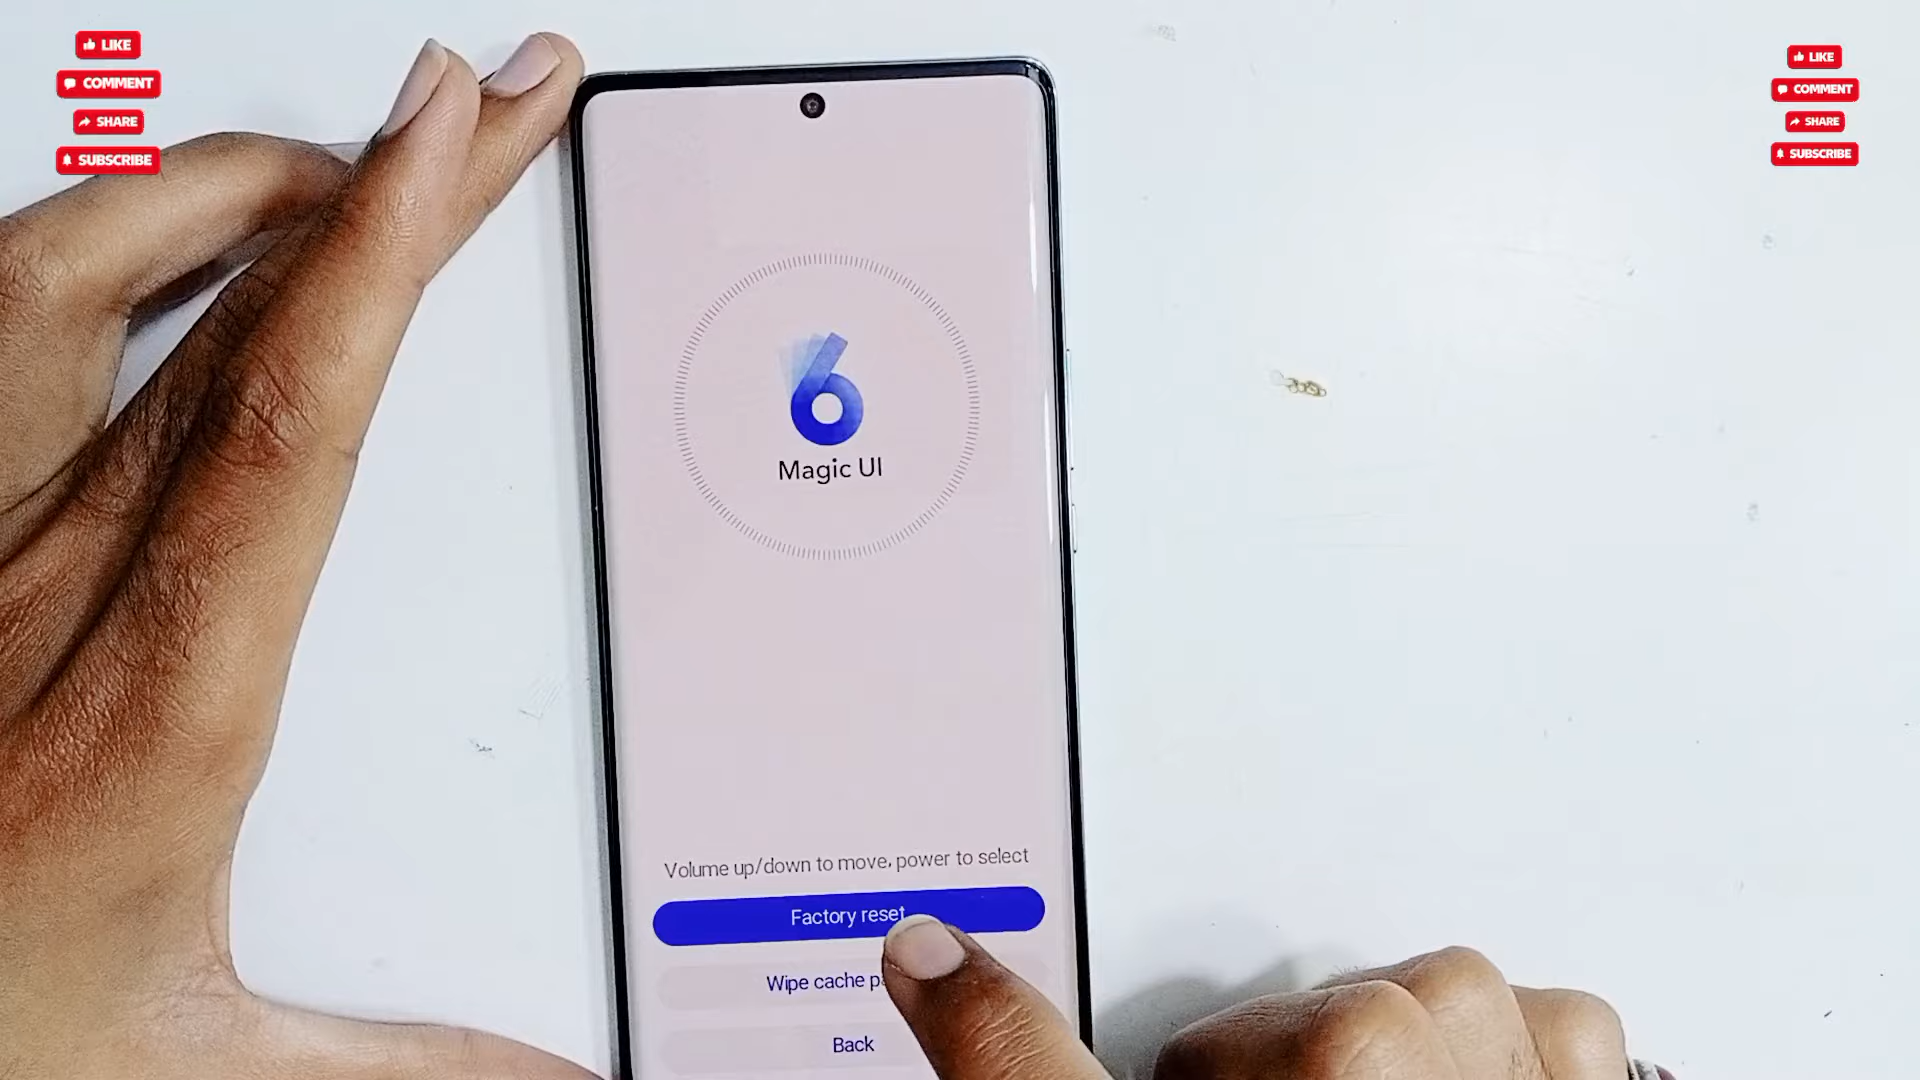 LIKE
COMMENT
SHARE
SUBSCRIBE
LIKE
COMMENT
SHARE
SUBSCRIBE
6
Magic UI
Volume up/down to move, power to select
Factory reset
Wipe cache
Back